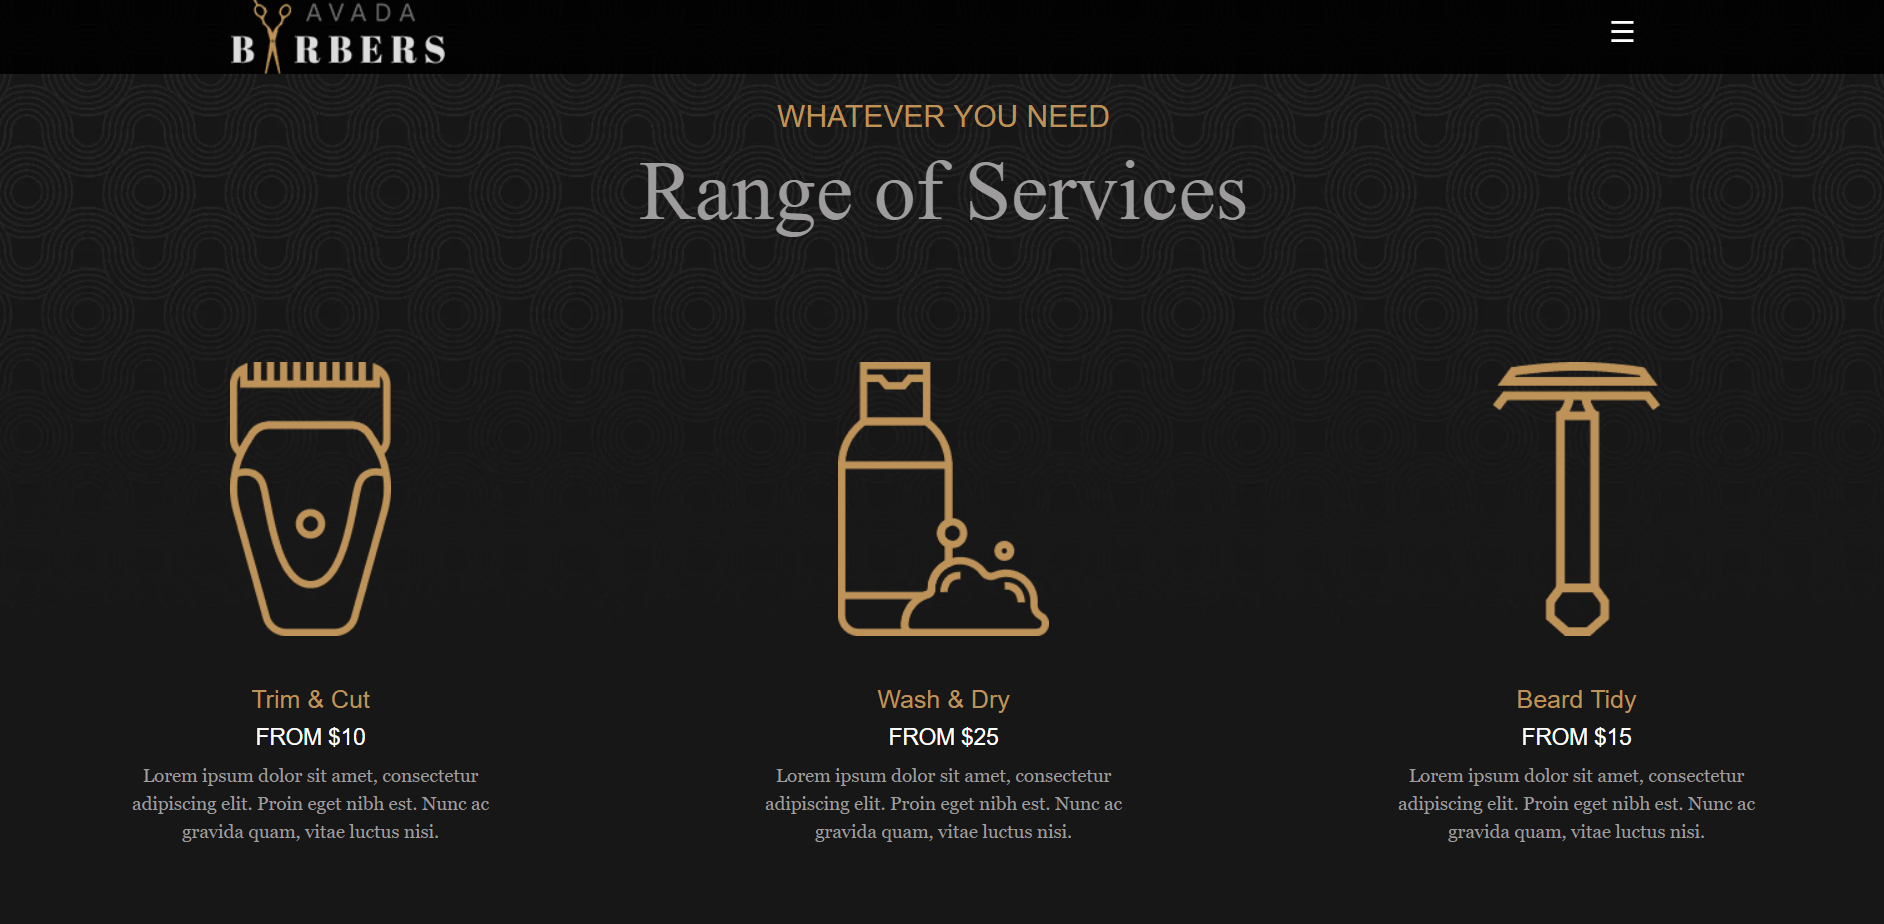 AVADA
BARBERS
WHATEVER YOU NEED
Range of Services
Trim & Cut
FROM $10
Lorem ipsum dolor sit amet, consectetur
adipiscing elit. Proin eget nibh est. Nunc ac
gravida quam, vitae luctus nisi.
Wash & Dry
FROM $25
Lorem ipsum dolor sit amet, consectetur
adipiscing elit. Proin eget nibh est. Nunc ac
gravida quam, vitae luctus nisi.
Beard Tidy
FROM $15
Lorem ipsum dolor sit amet, consectetur
adipiscing elit. Proin eget nibh est. Nunc ac
gravida quam, vitae luctus nisi.